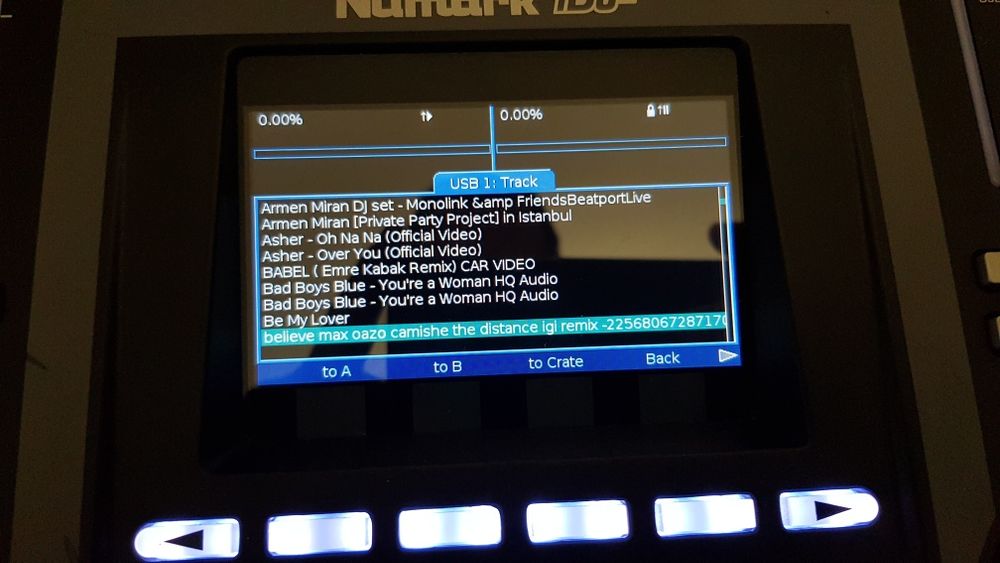 Numark
0.00%
0.00%
USB 1: Track
Armen Miran DJ set - Monolink &amp FriendsBeatportLive
Armen Miran [Private Party Project] in Istanbul
Asher - Oh Na Na (Official Video)
Asher - Over You (Official Video)
BABEL ( Emre Kabak Remix) CAR VIDEO
Bad Boys Blue - You're a Woman HQ Audio
Bad Boys Blue - You're a Woman HQ Audio
Be My Lover
believe max oazo camishe the distance igi remix -22568067287170
to A to B to Crate Back